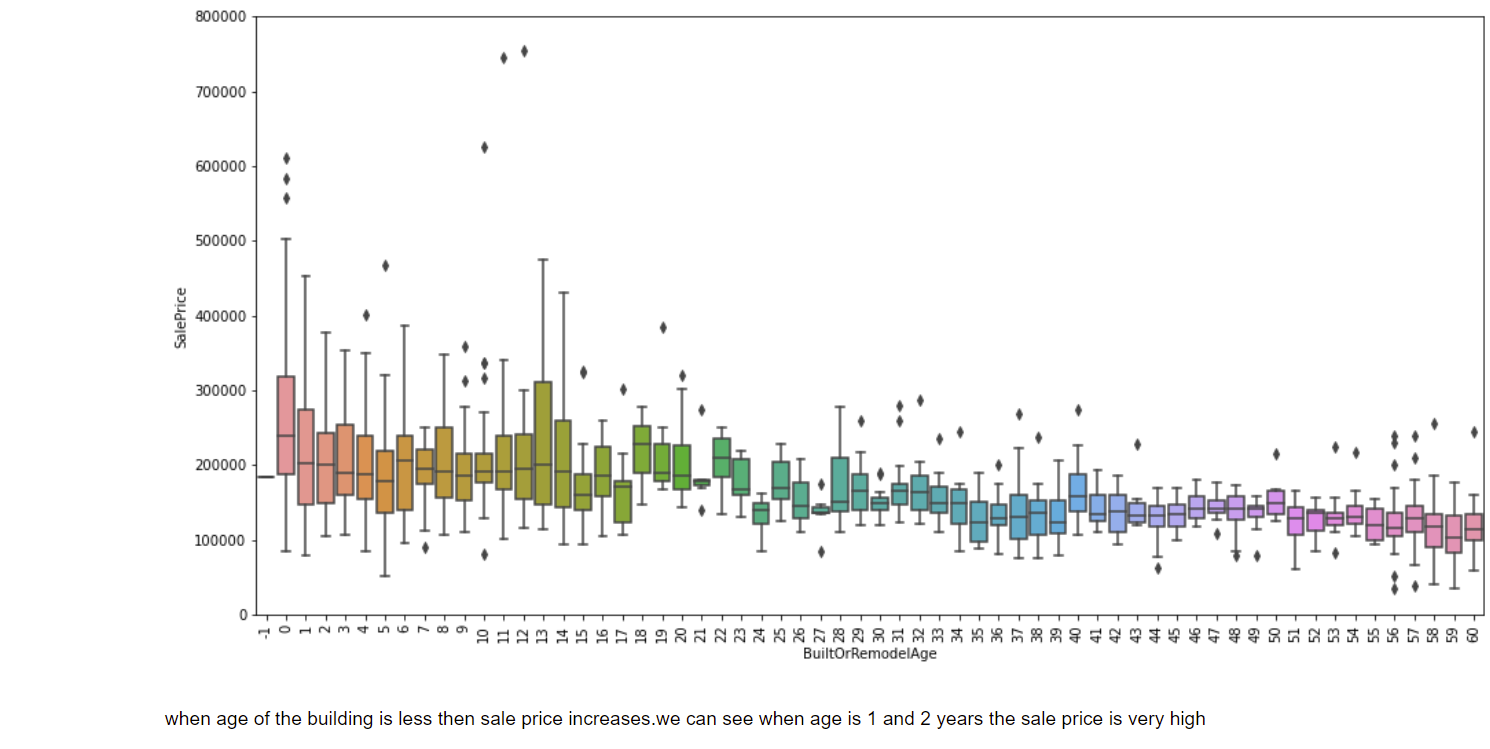 800000
700000
600000
500000
400000
300000
200000
100000
0
SalePrice
-1 0 1 2 3 4 5 6 7 8 9 10 11 12 13 14 15 16 17 18 19 20 21 22 23 24 25 26 27 28 29 30 31 32 33 34 35 36 37 38 39 40 41 42 43 44 45 46 47 48 49 50 51 52 53 54 55 56 57 58 59 60
BuiltOrRemodelAge
when age of the building is less then sale price increases.we can see when age is 1 and 2 years the sale price is very high